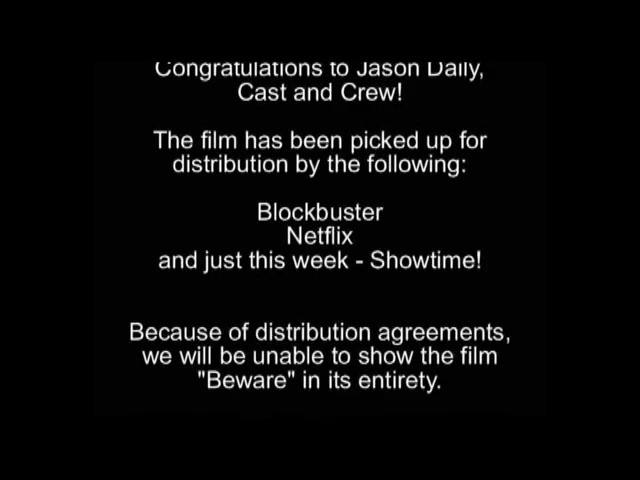 Congratulations to Jason Daily,
Cast and Crew!
The film has been picked up for
distribution by the following:
Blockbuster
Netflix
and just this week - Showtime!
Because of distribution agreements,
we will be unable to show the film
"Beware" in its entirety.